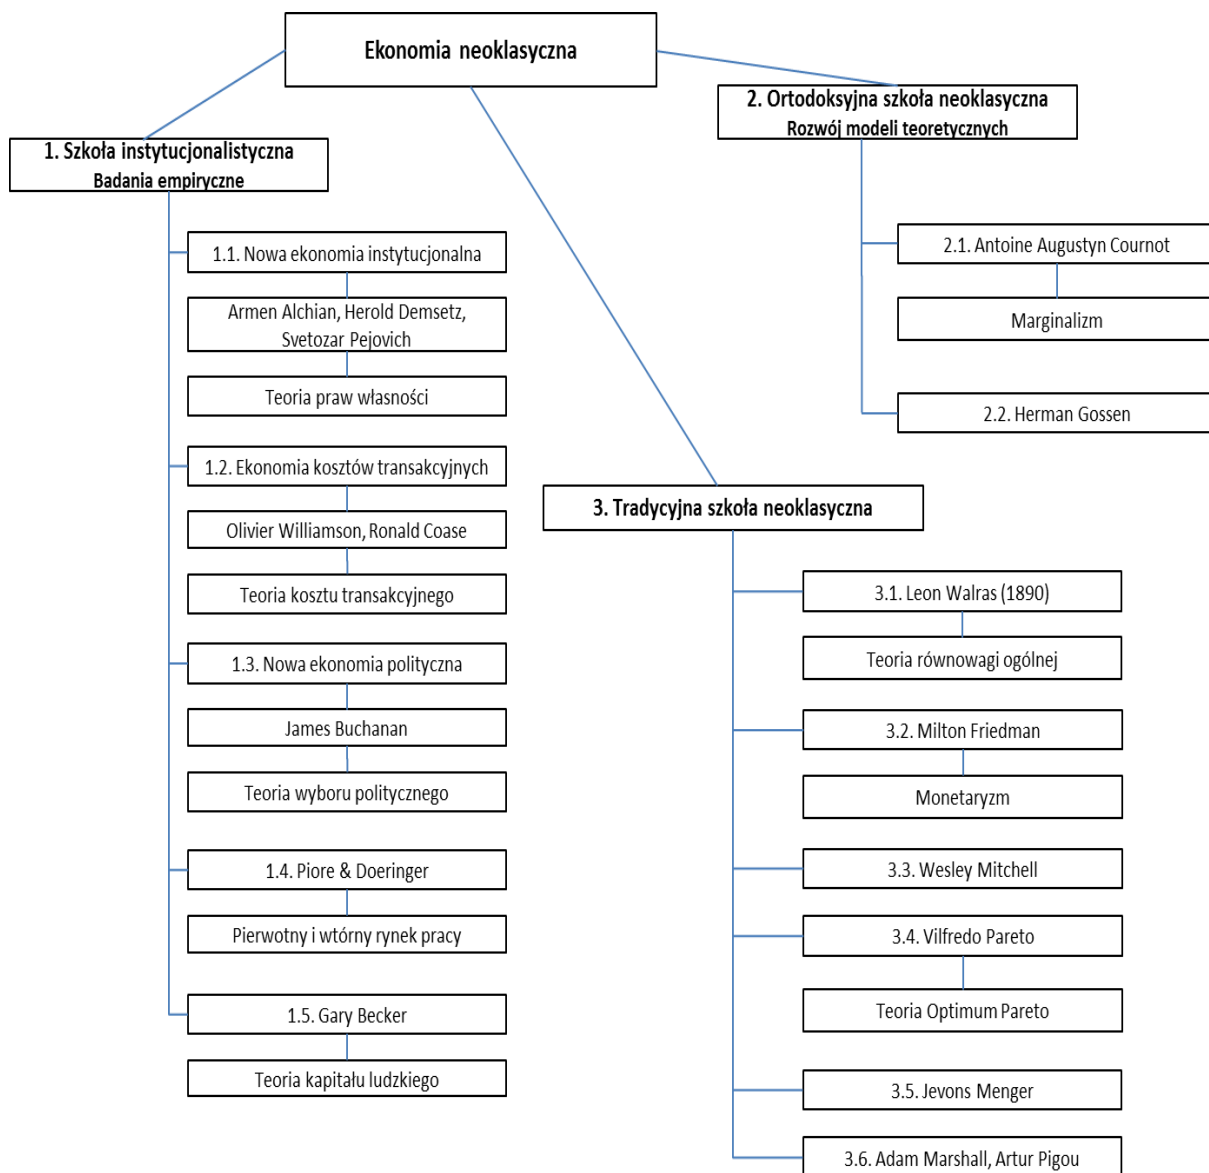 Ekonomia neoklasyczna
1. Szkoła instytucjonalistyczna
Badania empiryczne
1.1. Nowa ekonomia instytucjonalna
Armen Alchian, Herold Demsetz,
Svetozar Pejovich
Teoria praw własności
1.2. Ekonomia kosztów transakcyjnych
Olivier Williamson, Ronald Coase
Teoria kosztu transakcyjnego
1.3. Nowa ekonomia polityczna
James Buchanan
Teoria wyboru politycznego
1.4. Piore & Doeringer
Pierwotny i wtórny rynek pracy
1.5. Gary Becker
Teoria kapitału ludzkiego
2. Ortodoksyjna szkoła neoklasyczna
Rozwój modeli teoretycznych
2.1. Antoine Augustyn Cournot
Marginalizm
2.2. Herman Gossen
3. Tradycyjna szkoła neoklasyczna
3.1. Leon Walras (1890)
Teoria równowagi ogólnej
3.2. Milton Friedman
Monetaryzm
3.3. Wesley Mitchell
3.4. Vilfredo Pareto
Teoria Optimum Pareto
3.5. Jevons Menger
3.6. Adam Marshall, Artur Pigou